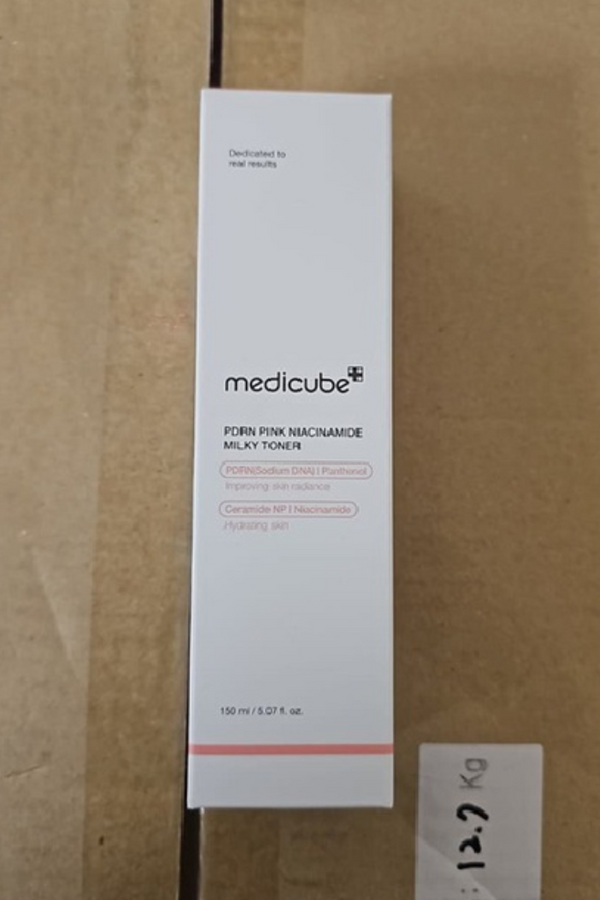 Dedicated to
real results
medicube
PDRN PINK NIACINAMIDE
MILKY TONER
PDRN(Sodium DNA) | Panthenol
Improving skin radiance
Ceramide NP | Niacinamide
Hydrating skin
150 ml / 5.07 fl. oz.
: 12.7 Kg